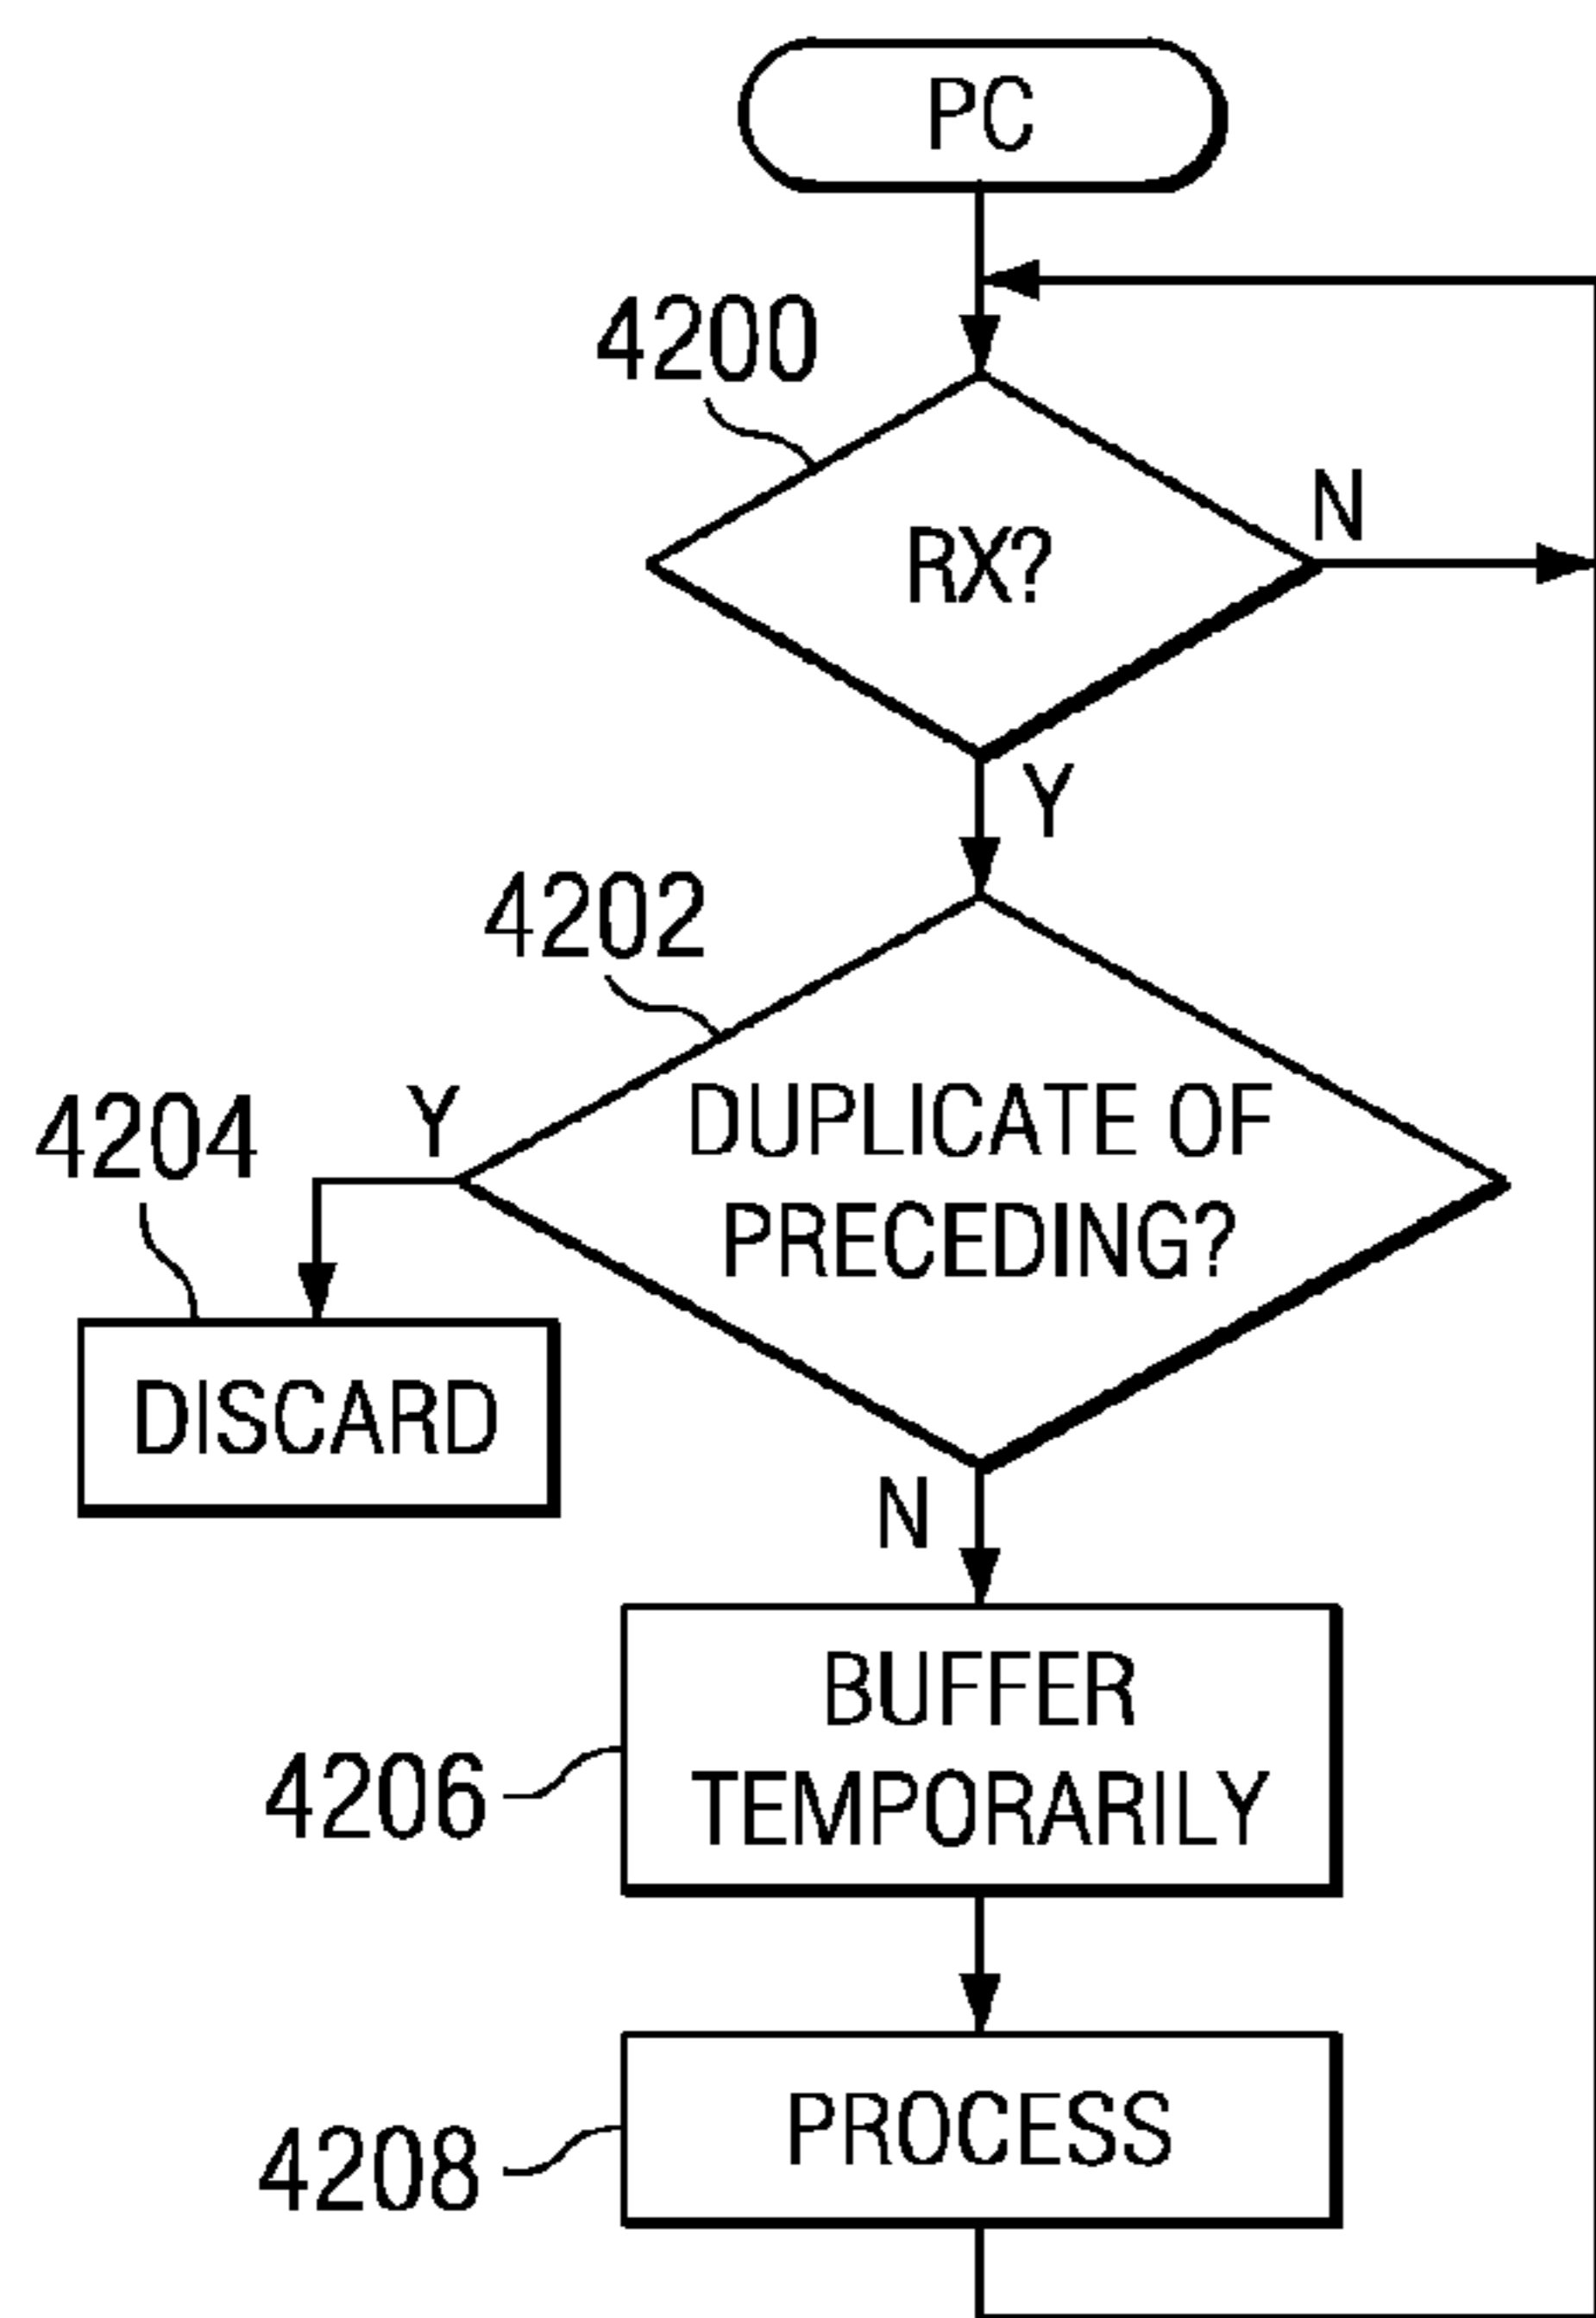 PC
4200
RX?
N
Y
4202
4204
Y
DUPLICATE OF
PRECEDING?
DISCARD
N
BUFFER
TEMPORARILY
4206
PROCESS
4208